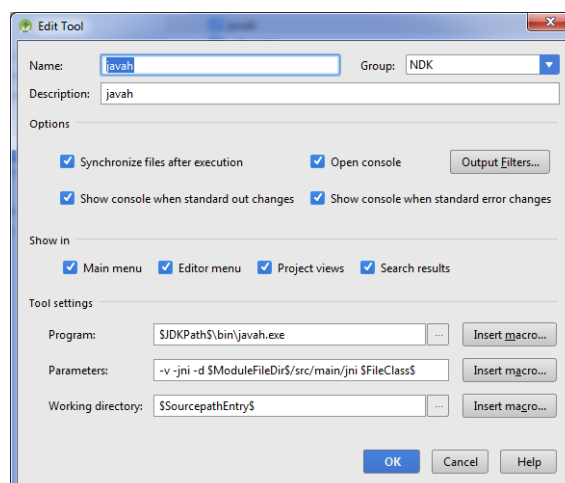 Edit Tool
Name: javah Group: NDK
Description: javah
Options
Synchronize files after execution Open console Output Filters...
Show console when standard out changes Show console when standard error changes
Show in
Main menu Editor menu Project views Search results
Tool settings
Program: $JDKPath$\bin\javah.exe ... Insert macro...
Parameters: -v -jni -d $ModuleFileDir$/src/main/jni $FileClass$ Insert macro...
Working directory: $SourcepathEntry$ ... Insert macro...
OK Cancel Help